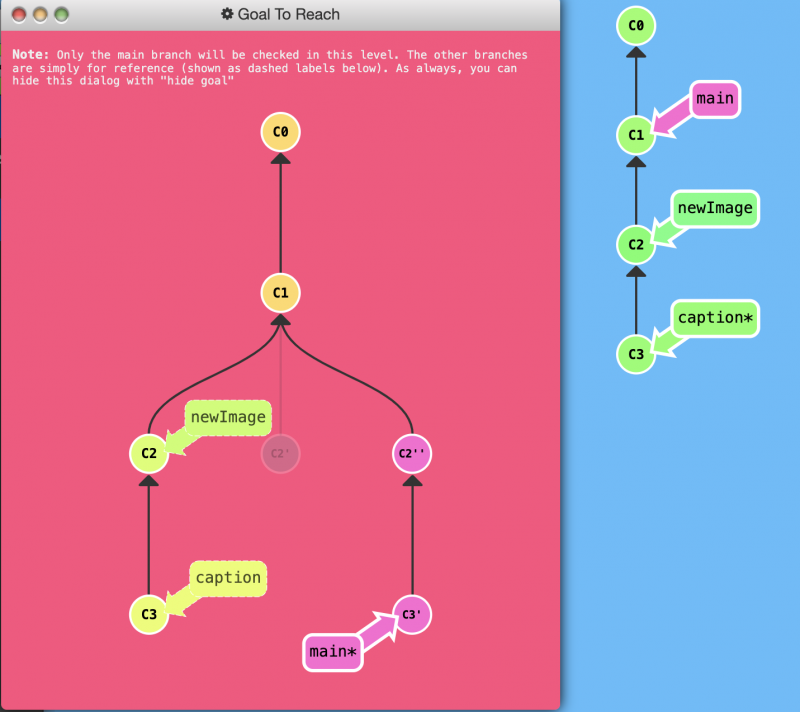 Goal To Reach
Note: Only the main branch will be checked in this level. The other branches
are simply for reference (shown as dashed labels below). As always, you can
hide this dialog with "hide goal"
C0
C1
newImage
C2
C2'
C2''
caption
C3
C3'
main*
C0
main
C1
newImage
C2
caption*
C3